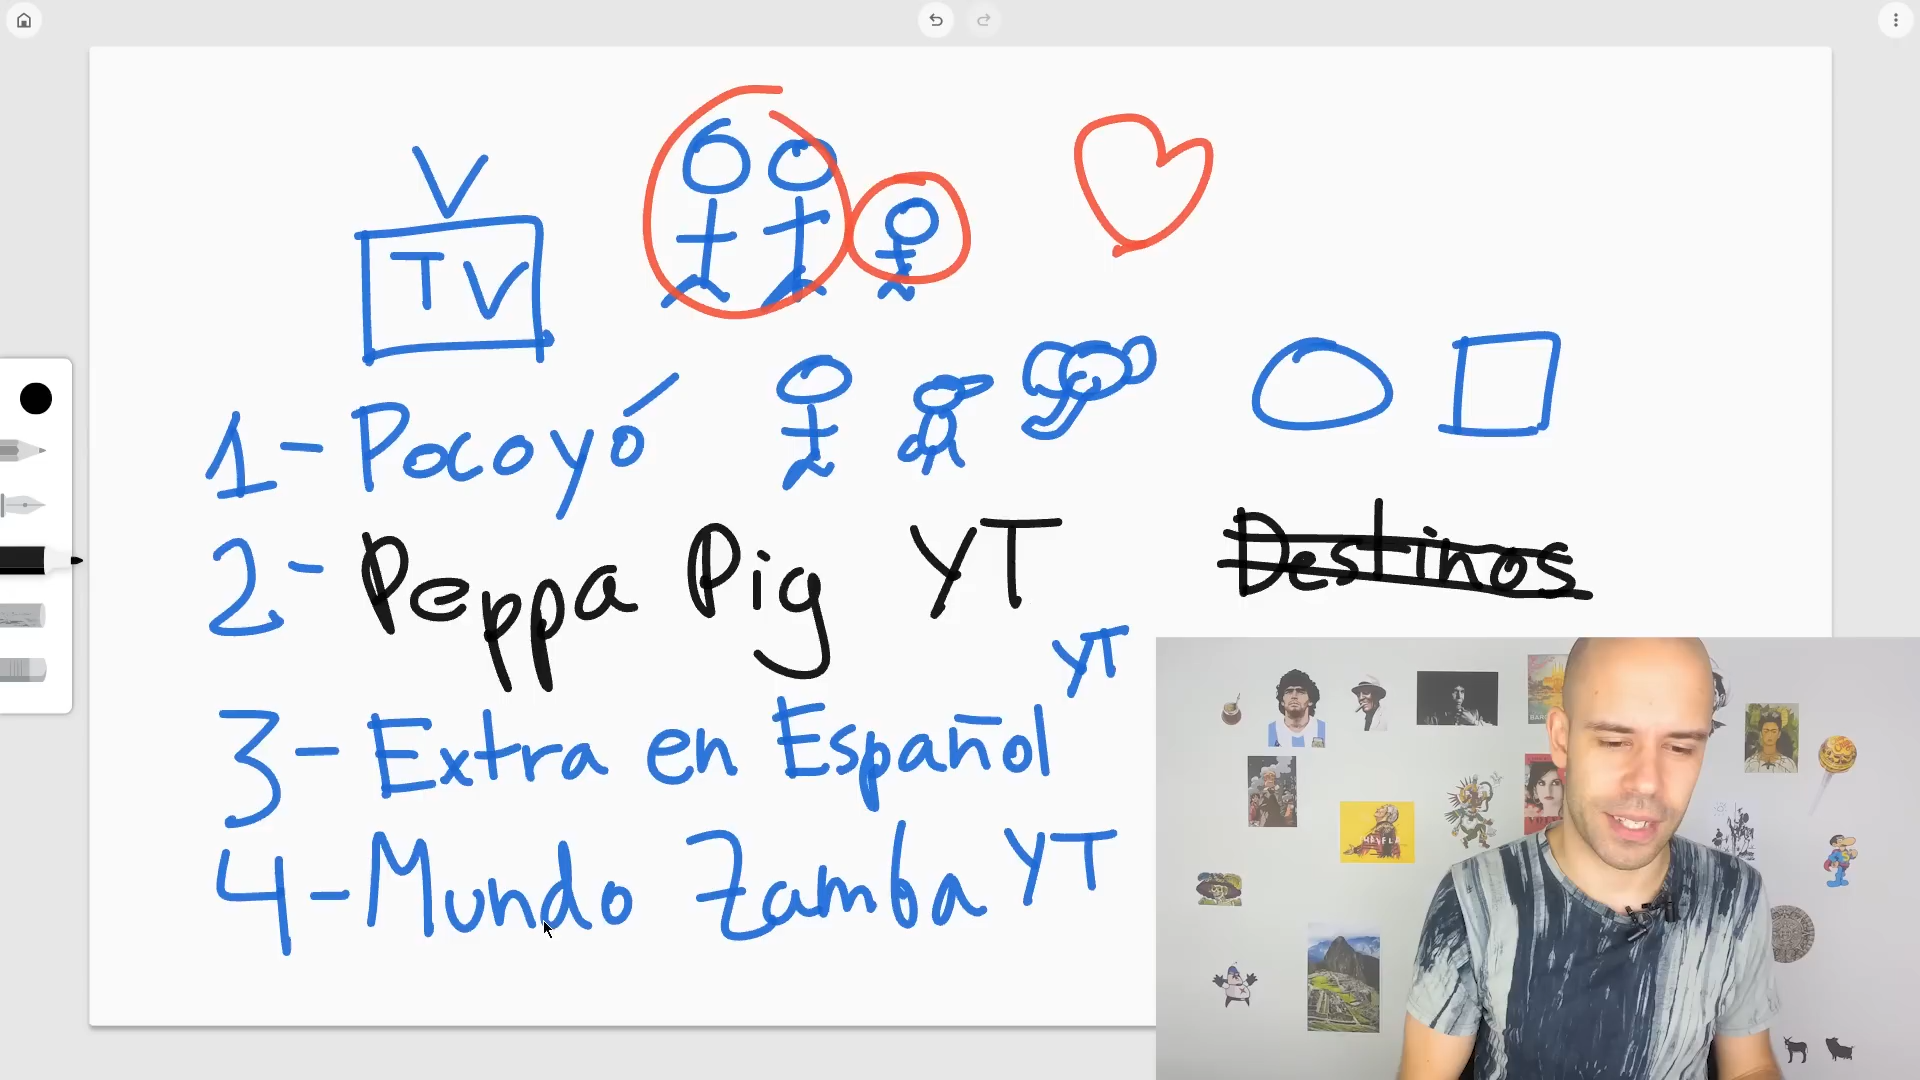 TV
1- Pocoyó
2- Peppa Pig YT
Destinos
3- Extra en Español YT
4- Mundo Zamba YT